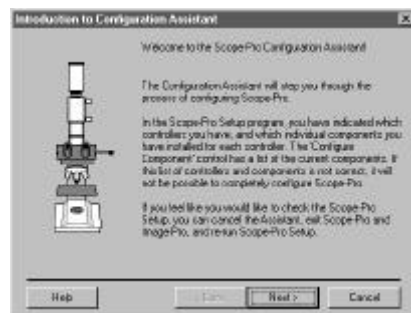 Introduction to Configuration Assistant
Welcome to the Scope-Pro Configuration Assistant!
The Configuration Assistant will step you through the
process of configuring Scope-Pro.
In the Scope-Pro Setup program, you have indicated which
controllers you have, and which individual components you
have installed for each controller. The 'Configure
Component' control has a list of the current components. If
this list of controllers and components is not correct, it will
not be possible to completely configure Scope-Pro.
If you feel like you would like to check the Scope-Pro
Setup, you can cancel the Assistant, exit Scope-Pro and
Image-Pro, and re-run Scope-Pro Setup.
Help
Next >
Cancel